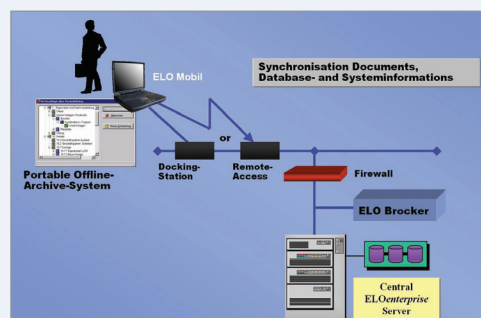 ELO Mobil
Synchronisation Documents,
Database- and Systeminformations
Portable Offline-
Archive-System
or
Docking-
Station
Remote-
Access
Firewall
ELO Brocker
Central
ELOenterprise
Server